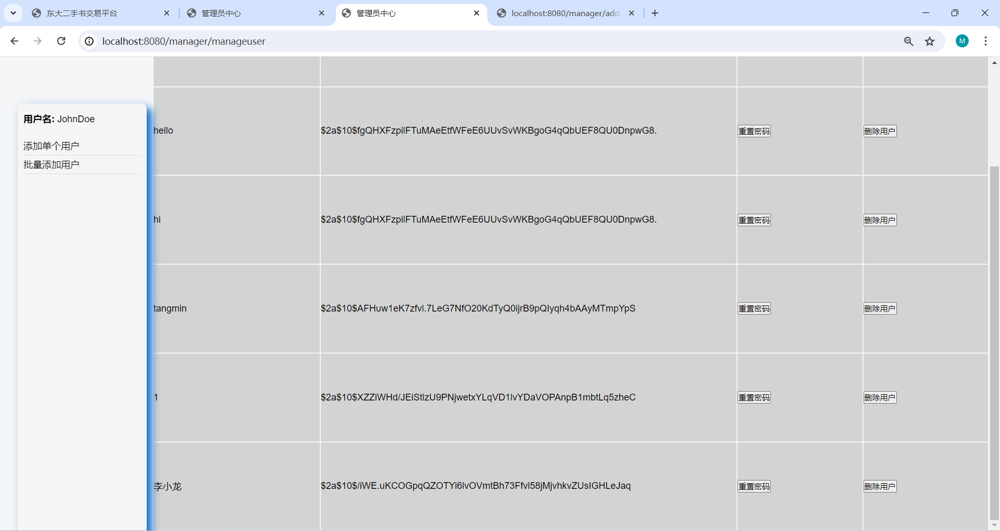 东大二手书交易平台
管理员中心
管理员中心
localhost:8080/manager/add
localhost:8080/manager/manageuser
M
用户名: JohnDoe
添加单个用户
批量添加用户
hello $2a$10$fgQHXFzpilFTuMAeEtfWFeE6UUvSvWKBgoG4qQbUEF8QU0DnpwG8. 重置密码 删除用户
hi $2a$10$fgQHXFzpilFTuMAeEtfWFeE6UUvSvWKBgoG4qQbUEF8QU0DnpwG8. 重置密码 删除用户
tangmin $2a$10$AFHuw1eK7zfvl.7LeG7NfO20KdTyQ0ijrB9pQIyqh4bAAyMTmpYpS 重置密码 删除用户
1 $2a$10$XZZiWHd/JEiStlzU9PNjwetxYLqVD1lvYDaVOPAnpB1mbtLq5zheC 重置密码 删除用户
李小龙 $2a$10$/iWE.uKCOGpqQZOTYi6lvOVmtBh73Ffvl58jMjvhkvZUsIGHLeJaq 重置密码 删除用户